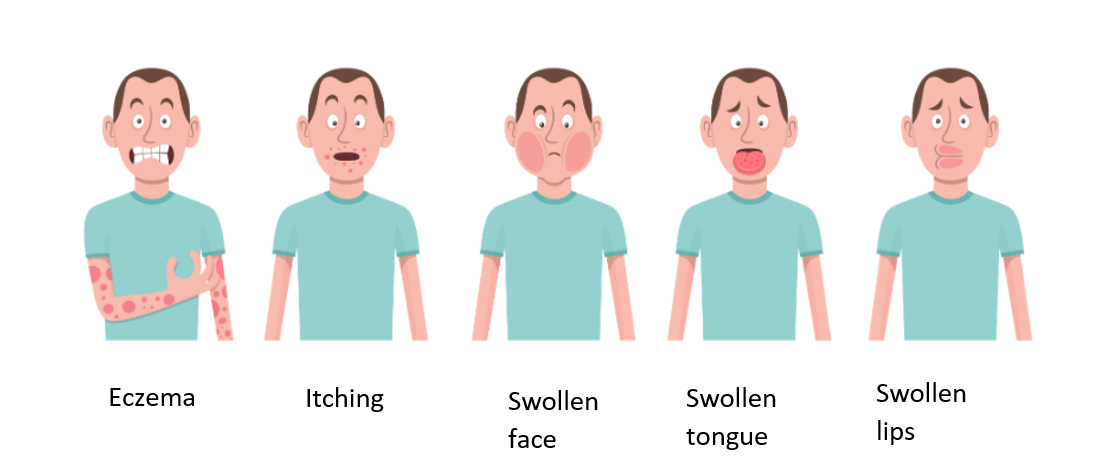 Eczema
Itching
Swollen
face
Swollen
tongue
Swollen
lips